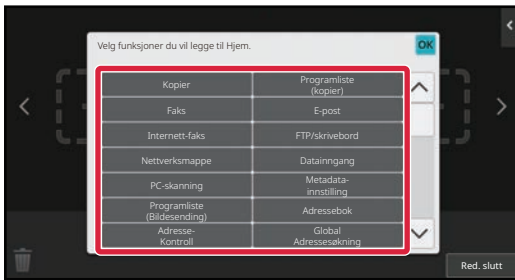 Velg funksjoner du vil legge til Hjem.
OK
Kopier
Programliste
(kopier)
Faks
E-post
Internett-faks
FTP/skrivebord
Nettverksmappe
Datainngang
PC-skanning
Metadata-
innstilling
Programliste
(Bildesending)
Adressebok
Adresse-
Kontroll
Global
Adressesøkning
Red. slutt